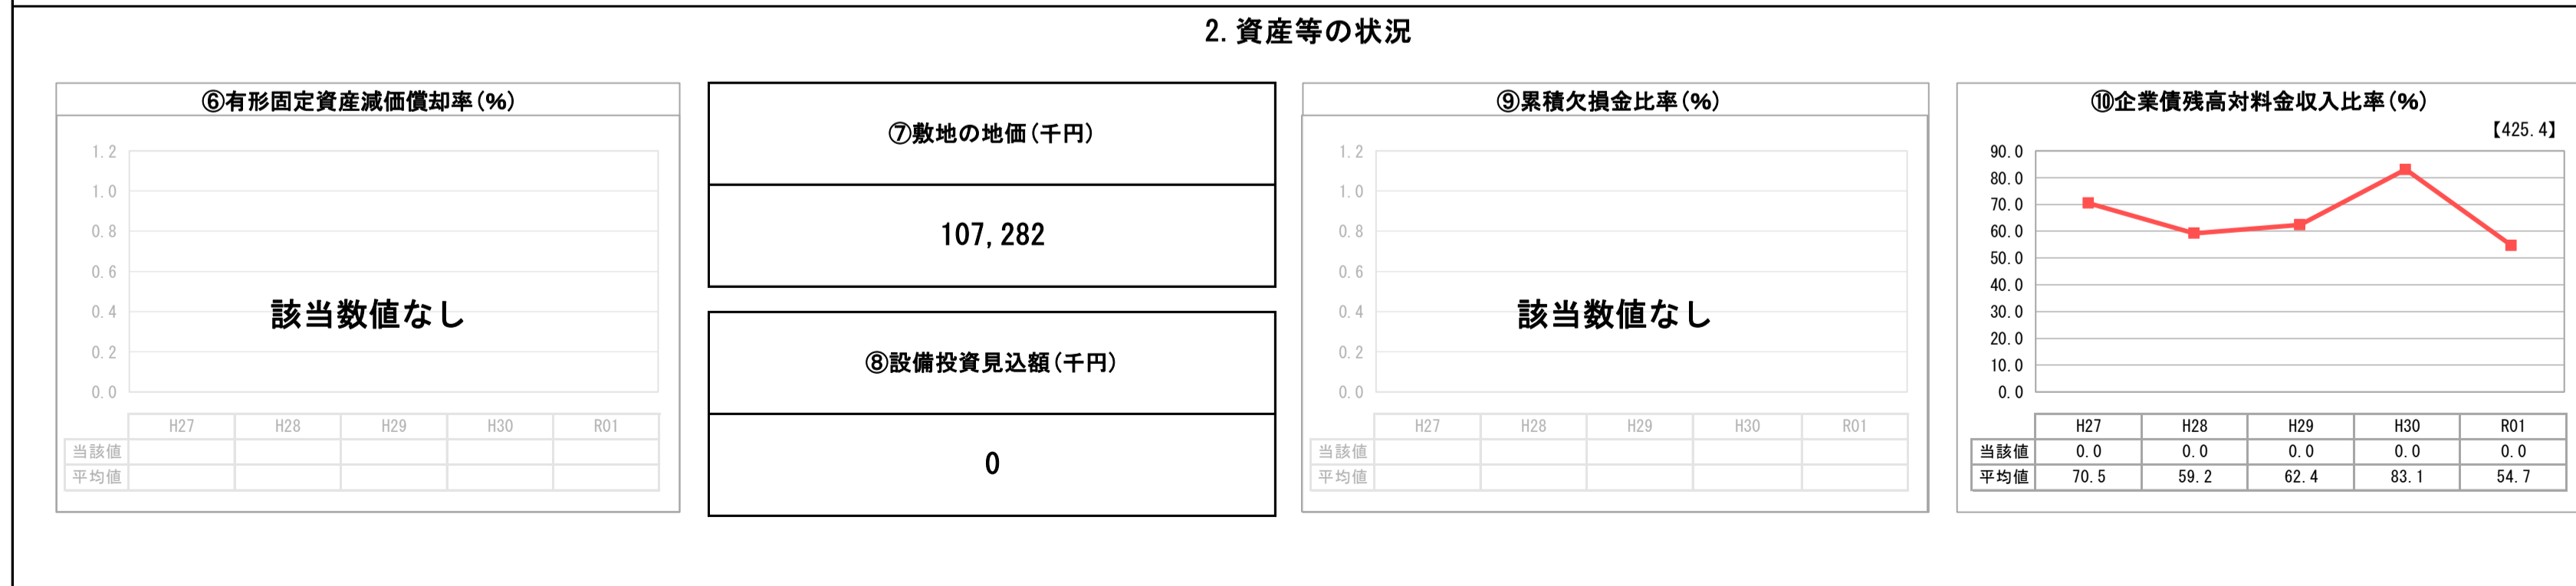 2.資産等の状況
⑥有形固定資産減価償却率(%)
1.2
1.0
0.8
0.6
0.4
0.2
0.0
該当数値なし
H27 H28 H29 H30 R01
当該値
平均値
⑦敷地の地価(千円)
107,282
⑧設備投資見込額(千円)
0
⑨累積欠損金比率(%)
1.2
1.0
0.8
0.6
0.4
0.2
0.0
該当数値なし
H27 H28 H29 H30 R01
当該値
平均値
⑩企業債残高対料金収入比率(%)
【425.4】
90.0
80.0
70.0
60.0
50.0
40.0
30.0
20.0
10.0
0.0
H27 H28 H29 H30 R01
当該値 0.0 0.0 0.0 0.0 0.0
平均値 70.5 59.2 62.4 83.1 54.7